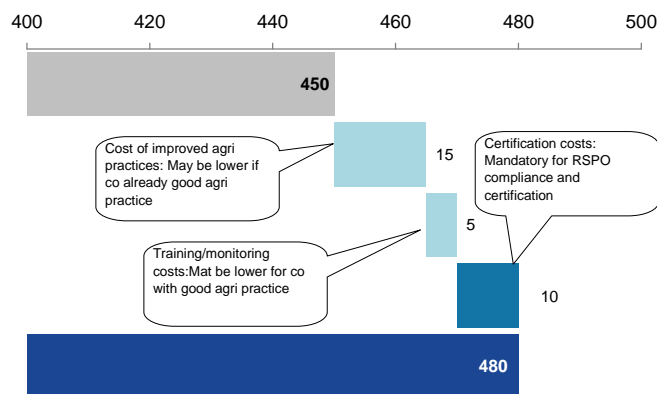 400 420 440 460 480 500
450
Cost of improved agri
practices: May be lower if
co already good agri
practice
15
Certification costs:
Mandatory for RSPO
compliance and
certification
5
Training/monitoring
costs:Mat be lower for co
with good agri practice
10
480